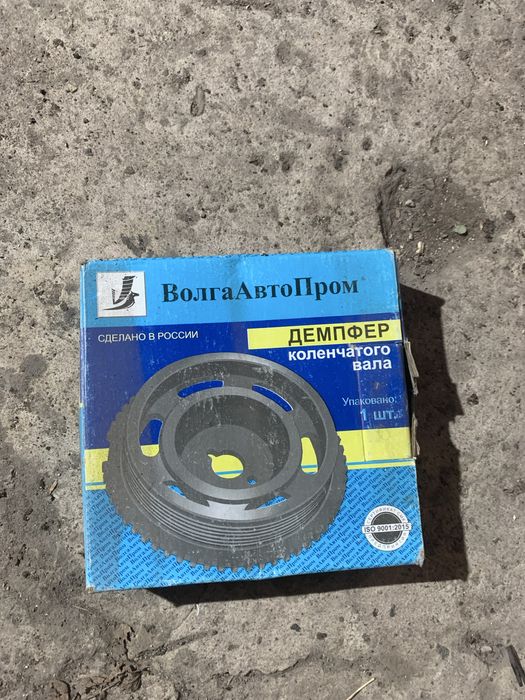 ВолгаАвтоПром
СДЕЛАНО В РОССИИ
ДЕМПФЕР
коленчатого
вала
Упаковано:
1 шт.
ISO 9001:2015